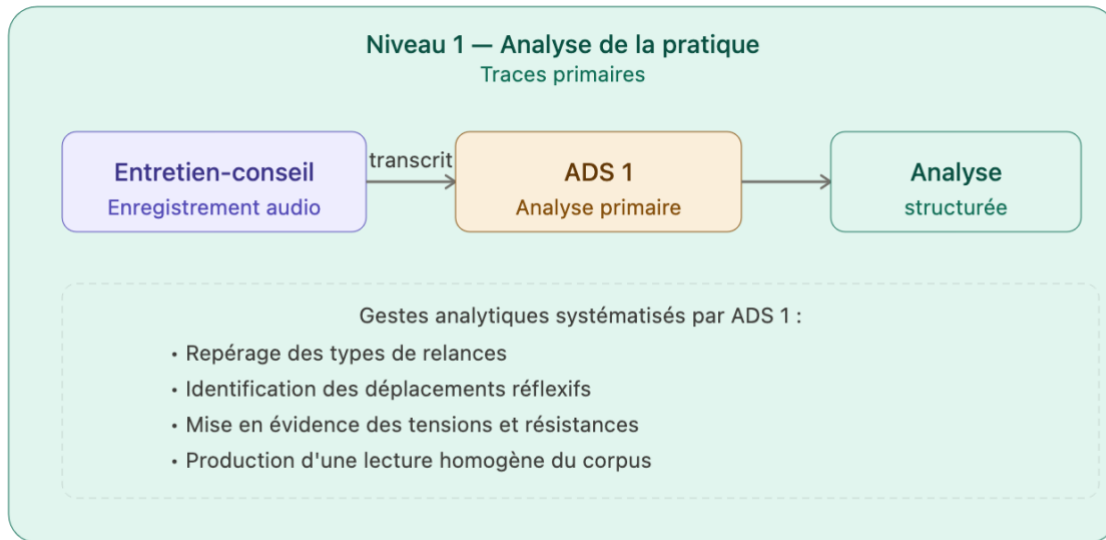 Niveau 1 — Analyse de la pratique
Traces primaires
Entretien-conseil
Enregistrement audio
transcrit
ADS 1
Analyse primaire
Analyse
structurée
Gestes analytiques systématisés par ADS 1 :
• Repérage des types de relances
• Identification des déplacements réflexifs
• Mise en évidence des tensions et résistances
• Production d'une lecture homogène du corpus